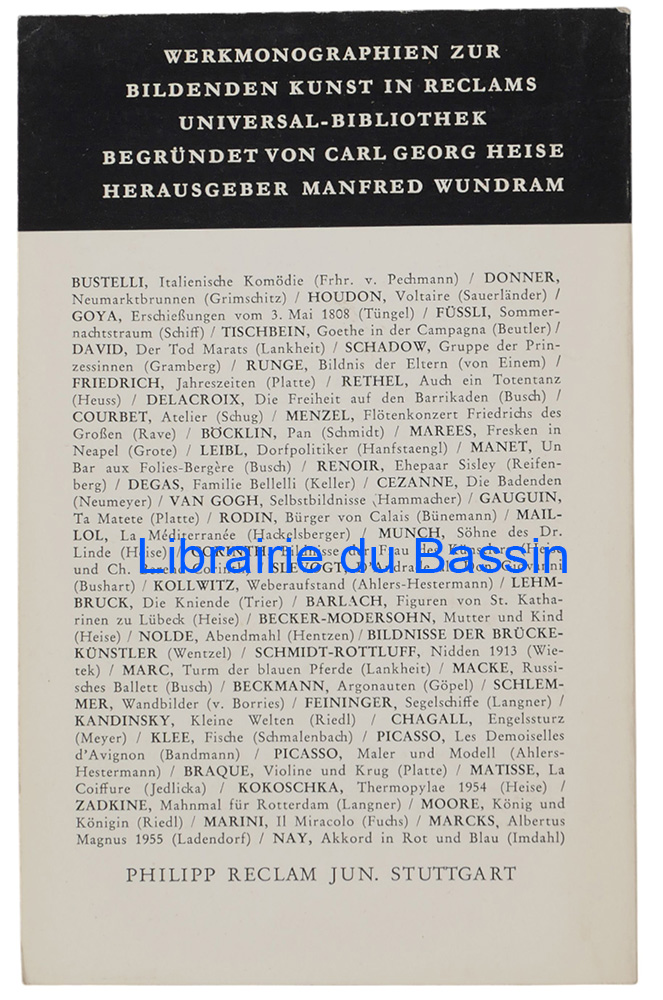 WERKMONOGRAPHIEN ZUR
BILDENDEN KUNST IN RECLAMS
UNIVERSAL-BIBLIOTHEK
BEGRÜNDET VON CARL GEORG HEISE
HERAUSGEBER MANFRED WUNDRAM
BUSTELLI, Italienische Komödie (Frhr. v. Pechmann) / DONNER,
Neumarktbrunnen (Grimschitz) / HOUDON, Voltaire (Sauerländer) /
GOYA, Erschießungen vom 3. Mai 1808 (Tüngel) / FÜSSLI, Sommer-
nachtstraum (Schiff) / TISCHBEIN, Goethe in der Campagna (Beutler) /
DAVID, Der Tod Marats (Lankheit) / SCHADOW, Gruppe der Prin-
zessinnen (Gramberg) / RUNGE, Bildnis der Eltern (von Einem) /
FRIEDRICH, Jahreszeiten (Platte) / RETHEL, Auch ein Totentanz
(Heuss) / DELACROIX, Die Freiheit auf den Barrikaden (Busch) /
COURBET, Atelier (Schug) / MENZEL, Flötenkonzert Friedrichs des
Großen (Rave) / BÖCKLIN, Pan (Schmidt) / MAREES, Fresken in
Neapel (Grote) / LEIBL, Dorfpolitiker (Hanfstaengl) / MANET, Un
Bar aux Folies-Bergère (Busch) / RENOIR, Ehepaar Sisley (Reifen-
berg) / DEGAS, Familie Bellelli (Keller) / CEZANNE, Die Badenden
(Neumeyer) / VAN GOGH, Selbstbildnisse (Hammacher) / GAUGUIN,
Ta Matete (Platte) / RODIN, Bürger von Calais (Bünemann) / MAIL-
LOL, La Méditerranée (Hackelsberger) / MUNCH, Söhne des Dr.
Linde (Heise) / CORINTH, Bildnisse der Frau des Künstlers
Librairie du Bassin
und Ch. / SLEVOGT, Giovanni
(Bushart) / KOLLWITZ, Weberaufstand (Ahlers-Hestermann) / LEHM-
BRUCK, Die Kniende (Trier) / BARLACH, Figuren von St. Katha-
rinen zu Lübeck (Heise) / BECKER-MODERSOHN, Mutter und Kind
(Heise) / NOLDE, Abendmahl (Hentzen) / BILDNISSE DER BRÜCKE-
KÜNSTLER (Wentzel) / SCHMIDT-ROTTLUFF, Nidden 1913 (Wie-
tek) / MARC, Turm der blauen Pferde (Lankheit) / MACKE, Russi-
sches Ballett (Busch) / BECKMANN, Argonauten (Göpel) / SCHLEM-
MER, Wandbilder (v. Borries) / FEININGER, Segelschiffe (Langner) /
KANDINSKY, Kleine Welten (Riedl) / CHAGALL, Engelssturz
(Meyer) / KLEE, Fische (Schmalenbach) / PICASSO, Les Demoiselles
d'Avignon (Bandmann) / PICASSO, Maler und Modell (Ahlers-
Hestermann) / BRAQUE, Violine und Krug (Platte) / MATISSE, La
Coiffure (Jedlicka) / KOKOSCHKA, Thermopylae 1954 (Heise) /
ZADKINE, Mahnmal für Rotterdam (Langner) / MOORE, König und
Königin (Riedl) / MARINI, Il Miracolo (Fuchs) / MARCKS, Albertus
Magnus 1955 (Ladendorf) / NAY, Akkord in Rot und Blau (Imdahl)
PHILIPP RECLAM JUN. STUTTGART